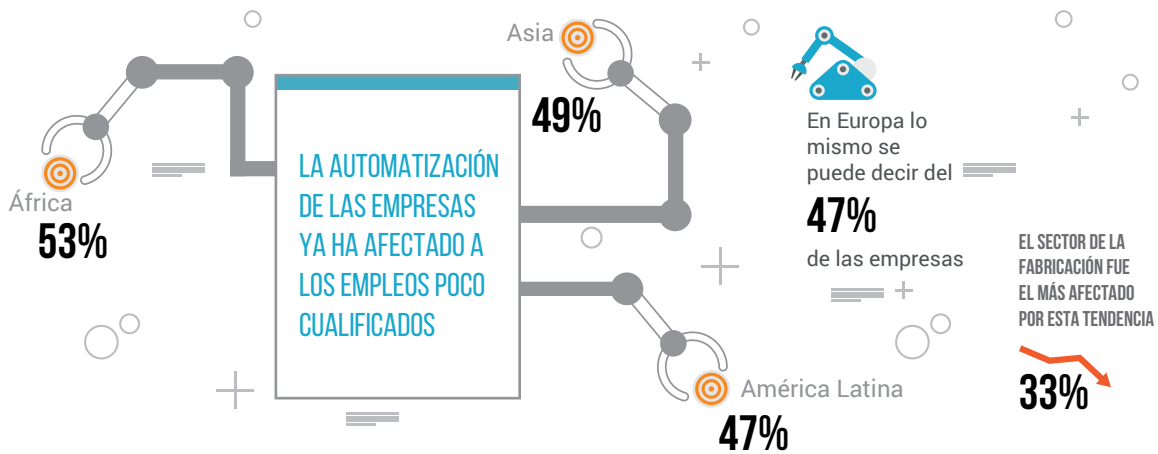 África
53%
LA AUTOMATIZACIÓN
DE LAS EMPRESAS
YA HA AFECTADO A
LOS EMPLEOS POCO
CUALIFICADOS
Asia
49%
América Latina
47%
En Europa lo
mismo se
puede decir del
47%
de las empresas
EL SECTOR DE LA
FABRICACIÓN FUE
EL MÁS AFECTADO
POR ESTA TENDENCIA
33%